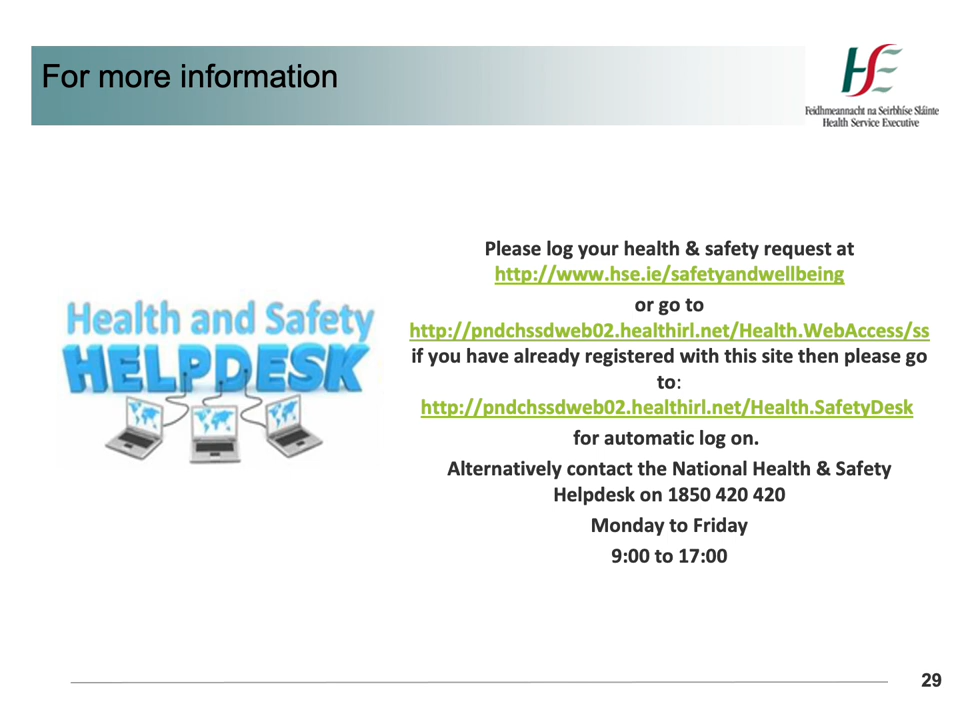 For more information
HSE
Feidhmeannacht na Seirbhíse Sláinte
Health Service Executive
Please log your health & safety request at
http://www.hse.ie/safetyandwellbeing
or go to
http://pndchssdweb02.healthirl.net/Health.WebAccess/ss
if you have already registered with this site then please go
to:
http://pndchssdweb02.healthirl.net/Health.SafetyDesk
for automatic log on.
Alternatively contact the National Health & Safety
Helpdesk on 1850 420 420
Monday to Friday
9:00 to 17:00
Health and Safety
HELPDESK
29